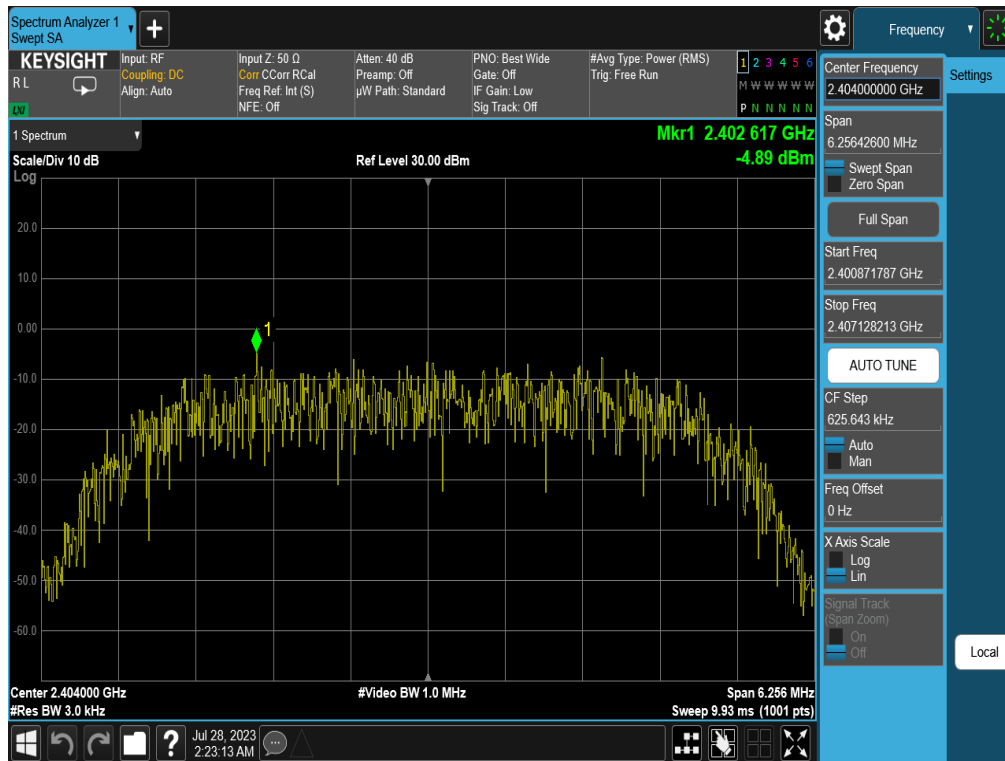 Spectrum Analyzer 1
Swept SA
+
Frequency
KEYSIGHT
R L
LXI
Input: RF
Coupling: DC
Align: Auto
Input Z: 50 Ω
Corr CCorr RCal
Freq Ref: Int (S)
NFE: Off
Atten: 40 dB
Preamp: Off
µW Path: Standard
PNO: Best Wide
Gate: Off
IF Gain: Low
Sig Track: Off
#Avg Type: Power (RMS)
Trig: Free Run
1 2 3 4 5 6
M W W W W W
P N N N N N
1 Spectrum
Scale/Div 10 dB
Log
Ref Level 30.00 dBm
Mkr1 2.402 617 GHz
-4.89 dBm
20.0
10.0
0.00
-10.0
-20.0
-30.0
-40.0
-50.0
-60.0
1
Center 2.404000 GHz
#Res BW 3.0 kHz
#Video BW 1.0 MHz
Span 6.256 MHz
Sweep 9.93 ms (1001 pts)
Center Frequency
2.404000000 GHz
Span
6.25642600 MHz
Swept Span
Zero Span
Full Span
Start Freq
2.400871787 GHz
Stop Freq
2.407128213 GHz
AUTO TUNE
CF Step
625.643 kHz
Auto
Man
Freq Offset
0 Hz
X Axis Scale
Log
Lin
Signal Track
(Span Zoom)
On
Off
Settings
Local
?
Jul 28, 2023
2:23:13 AM